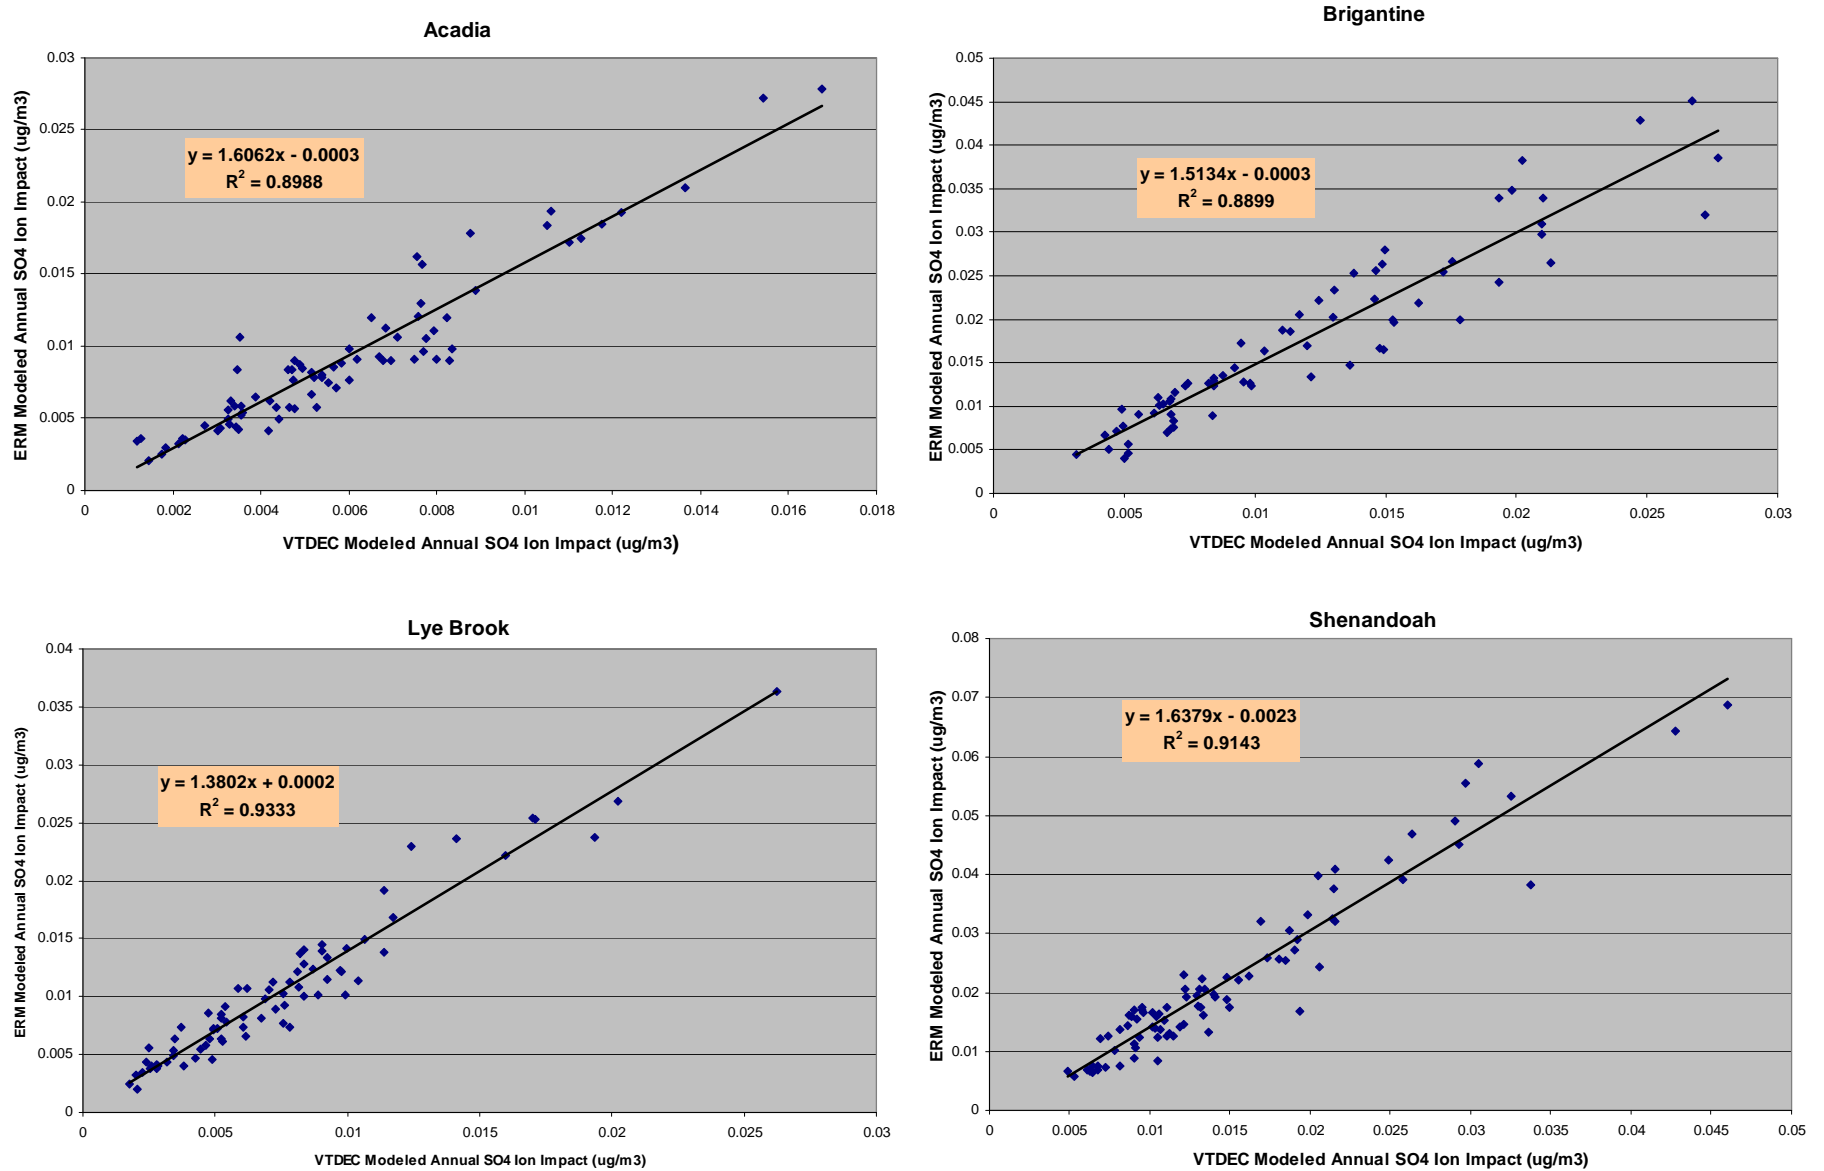 Acadia
ERM Modeled Annual SO4 Ion Impact (ug/m3)
0.03
0.025
0.02
0.015
0.01
0.005
0
y = 1.6062x - 0.0003
R² = 0.8988
0 0.002 0.004 0.006 0.008 0.01 0.012 0.014 0.016 0.018
VTDEC Modeled Annual SO4 Ion Impact (ug/m3)
Brigantine
ERM Modeled Annual SO4 Ion Impact (ug/m3)
0.05
0.045
0.04
0.035
0.03
0.025
0.02
0.015
0.01
0.005
0
y = 1.5134x - 0.0003
R² = 0.8899
0 0.005 0.01 0.015 0.02 0.025 0.03
VTDEC Modeled Annual SO4 Ion Impact (ug/m3)
Lye Brook
ERM Modeled Annual SO4 Ion Impact (ug/m3)
0.04
0.035
0.03
0.025
0.02
0.015
0.01
0.005
0
y = 1.3802x + 0.0002
R² = 0.9333
0 0.005 0.01 0.015 0.02 0.025 0.03
VTDEC Modeled Annual SO4 Ion Impact (ug/m3)
Shenandoah
ERM Modeled Annual SO4 Ion Impact (ug/m3)
0.08
0.07
0.06
0.05
0.04
0.03
0.02
0.01
0
y = 1.6379x - 0.0023
R² = 0.9143
0 0.005 0.01 0.015 0.02 0.025 0.03 0.035 0.04 0.045 0.05
VTDEC Modeled Annual SO4 Ion Impact (ug/m3)